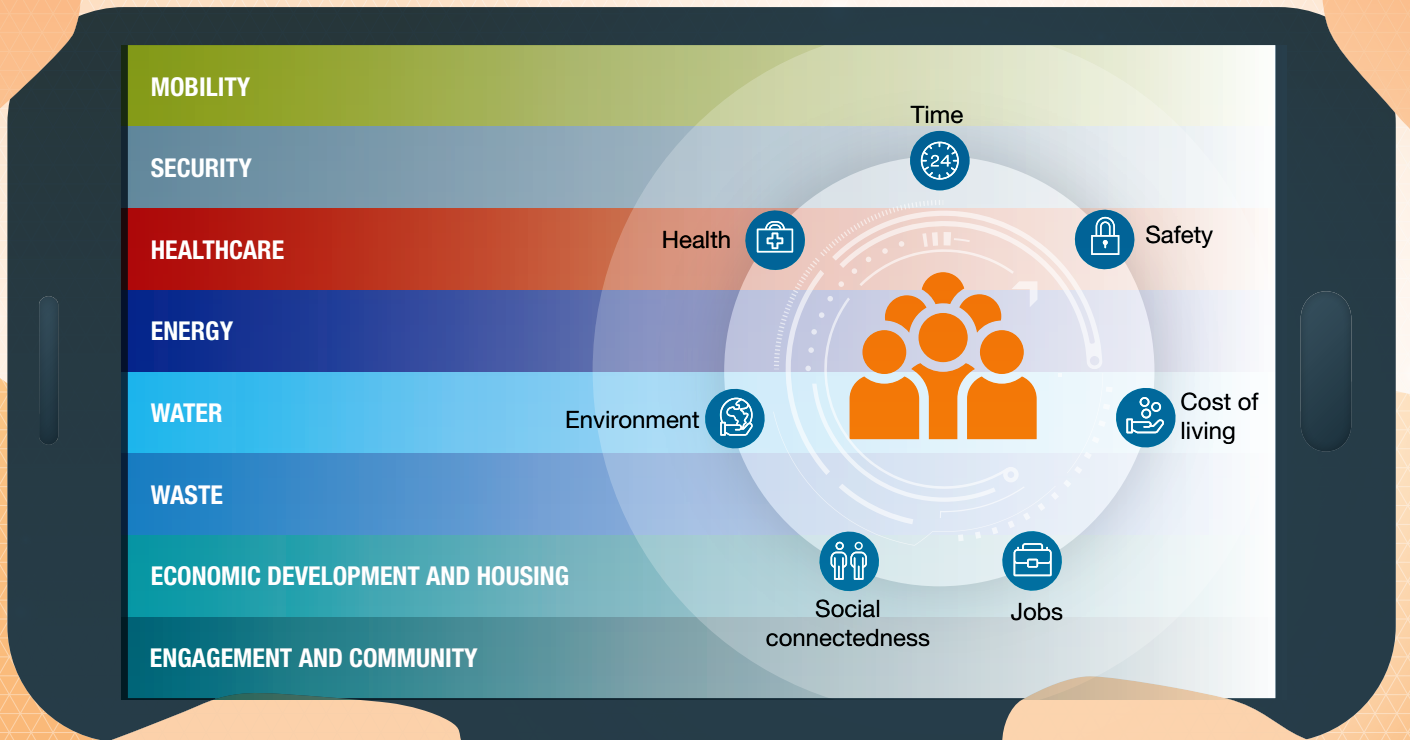 MOBILITY
SECURITY
HEALTHCARE
ENERGY
WATER
WASTE
ECONOMIC DEVELOPMENT AND HOUSING
ENGAGEMENT AND COMMUNITY
Time
24
Health
Safety
Environment
Cost of
living
Social
connectedness
Jobs